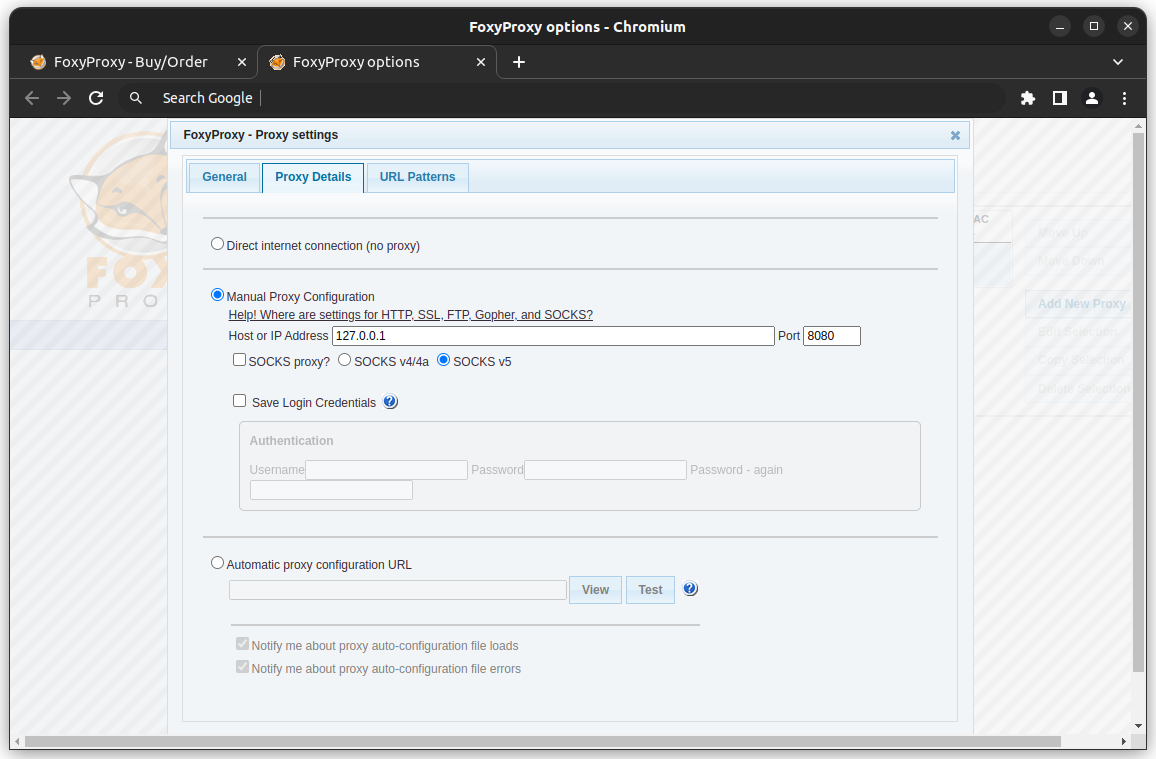 FoxyProxy options - Chromium
FoxyProxy - Buy/Order
FoxyProxy options
Search Google
FoxyProxy - Proxy settings
General
Proxy Details
URL Patterns
FOX
PRO
AC
Move Up
Move Down
Add New Proxy
Edit Selection
Copy Selection
Delete Selection
Direct internet connection (no proxy)
Manual Proxy Configuration
Help! Where are settings for HTTP, SSL, FTP, Gopher, and SOCKS?
Host or IP Address 127.0.0.1 Port 8080
SOCKS proxy? SOCKS v4/4a SOCKS v5
Save Login Credentials
Authentication
Username Password Password - again
Automatic proxy configuration URL
View Test
Notify me about proxy auto-configuration file loads
Notify me about proxy auto-configuration file errors